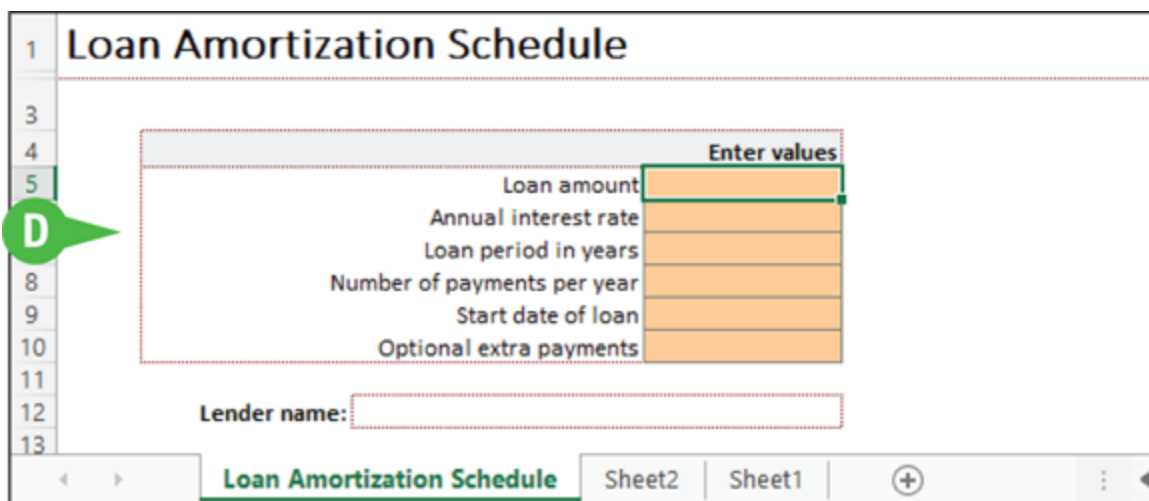 1 Loan Amortization Schedule
3
4 Enter values
5 Loan amount
Annual interest rate
D Loan period in years
8 Number of payments per year
9 Start date of loan
10 Optional extra payments
11
12 Lender name:
13
Loan Amortization Schedule Sheet2 Sheet1